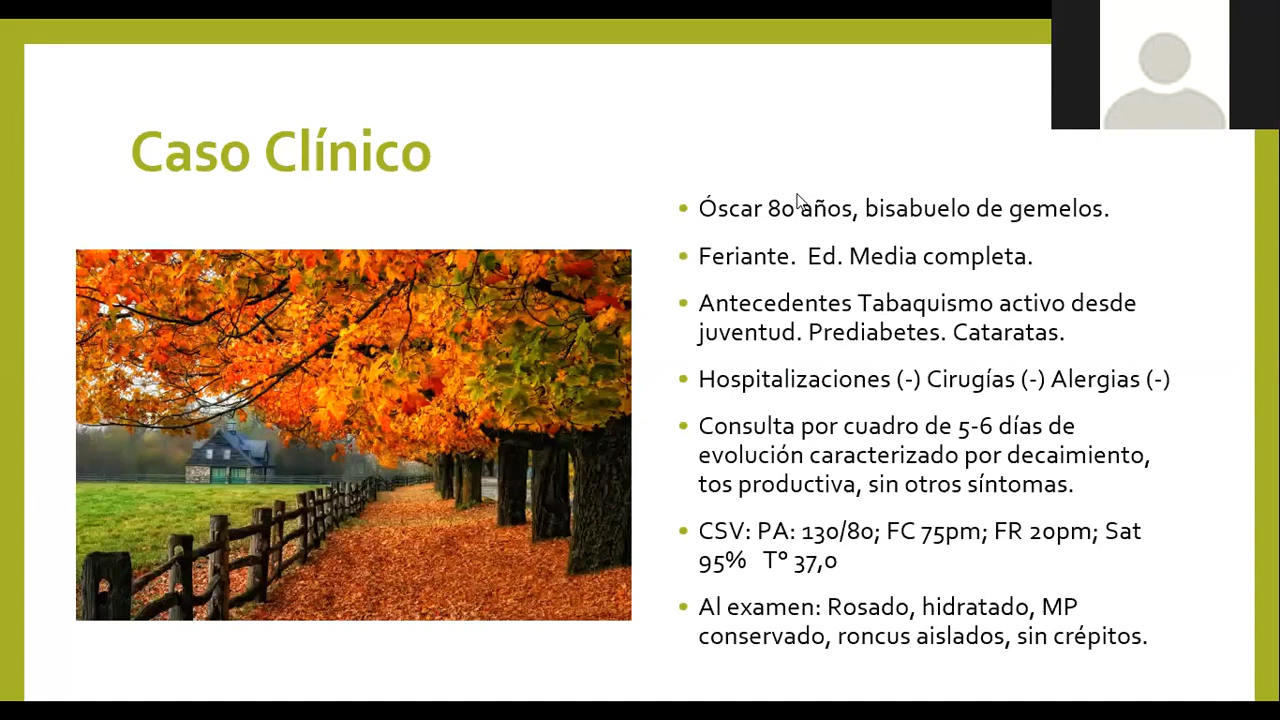 Caso Clínico
Óscar 80 años, bisabuelo de gemelos.
Feriante.  Ed. Media completa.
Antecedentes Tabaquismo activo desde
juventud. Prediabetes. Cataratas.
Hospitalizaciones (-) Cirugías (-) Alergias (-)
Consulta por cuadro de 5-6 días de
evolución caracterizado por decaimiento,
tos productiva, sin otros síntomas.
CSV: PA: 130/80; FC 75pm; FR 20pm; Sat
95%   T° 37,0
Al examen: Rosado, hidratado, MP
conservado, roncus aislados, sin crépitos.